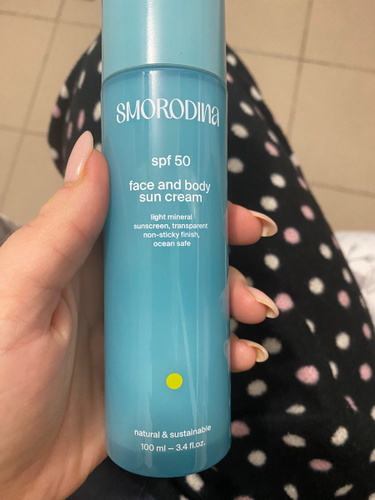 SMORODINA
spf 50
face and body
sun cream
light mineral
sunscreen, transparent
non-sticky finish,
ocean safe
natural & sustainable
100 ml – 3.4 fl.oz.